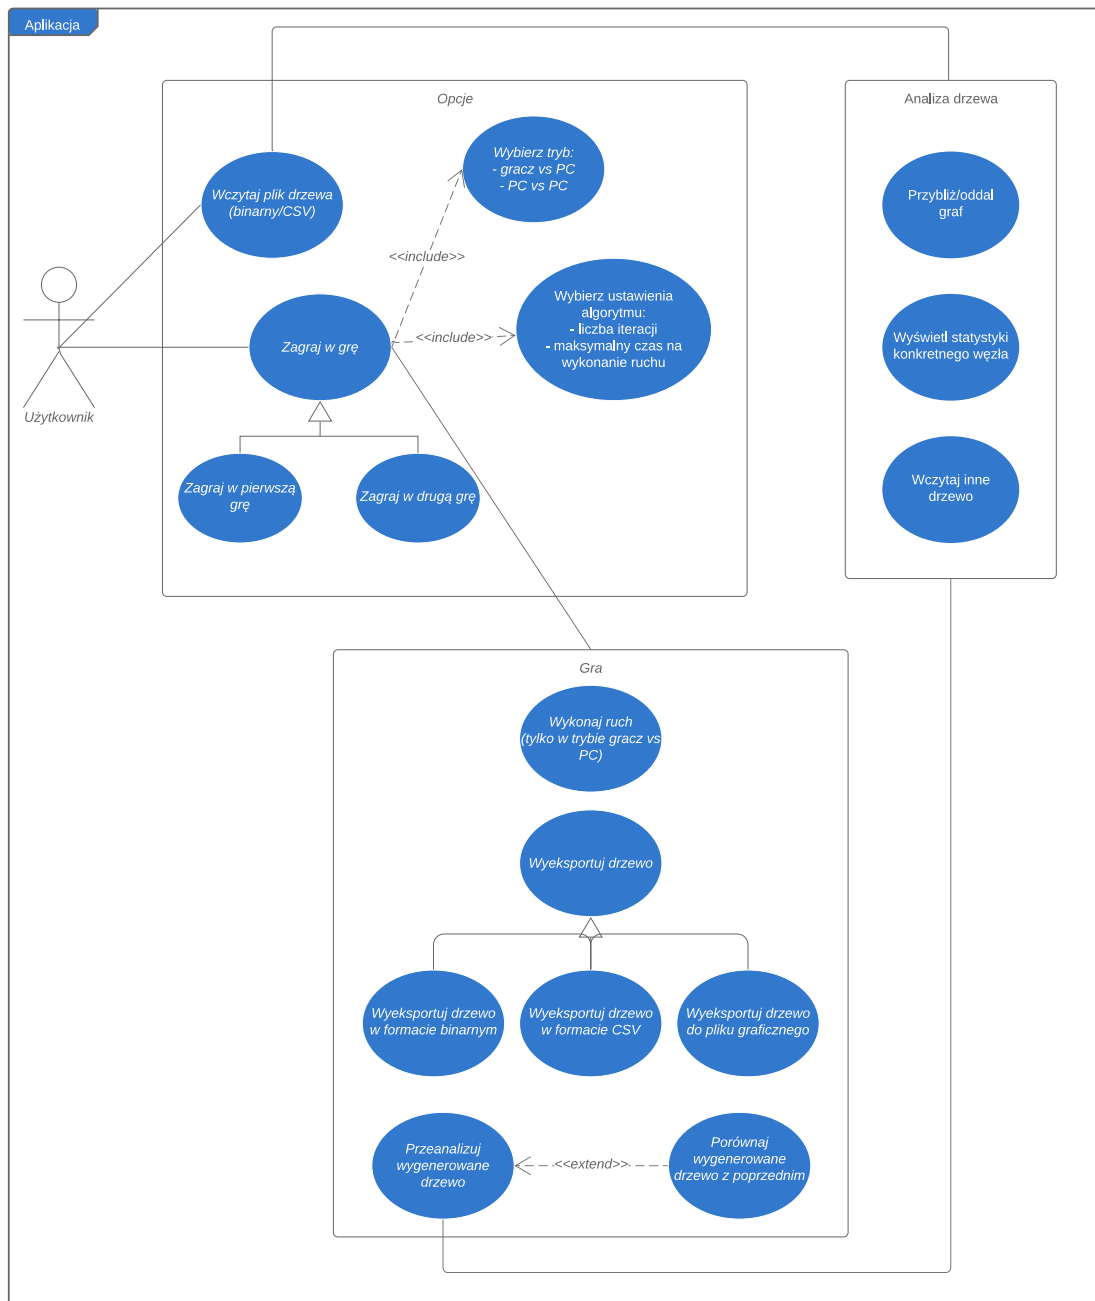 Aplikacja
Opcje
Analiza drzewa
Wybierz tryb:
- gracz vs PC
- PC vs PC
Wczytaj plik drzewa
(binarny/CSV)
Przybliż/oddal
graf
<<include>>
Wybierz ustawienia
algorytmu:
- liczba iteracji
- maksymalny czas na
wykonanie ruchu
<<include>>
Zagraj w grę
Wyświetl statystyki
konkretnego węzła
Użytkownik
Zagraj w pierwszą
grę
Zagraj w drugą grę
Wczytaj inne
drzewo
Gra
Wykonaj ruch
(tylko w trybie gracz vs
PC)
Wyeksportuj drzewo
Wyeksportuj drzewo
w formacie binarnym
Wyeksportuj drzewo
w formacie CSV
Wyeksportuj drzewo
do pliku graficznego
Przeanalizuj
wygenerowane
drzewo
<<extend>>
Porównaj
wygenerowane
drzewo z poprzednim